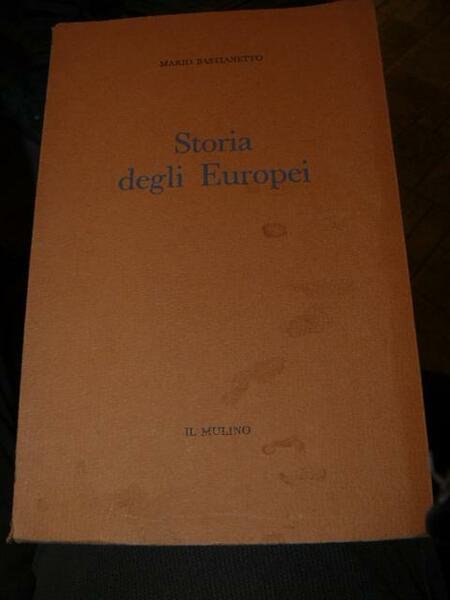 MARIO BASTIANETTO
Storia
degli Europei
IL MULINO